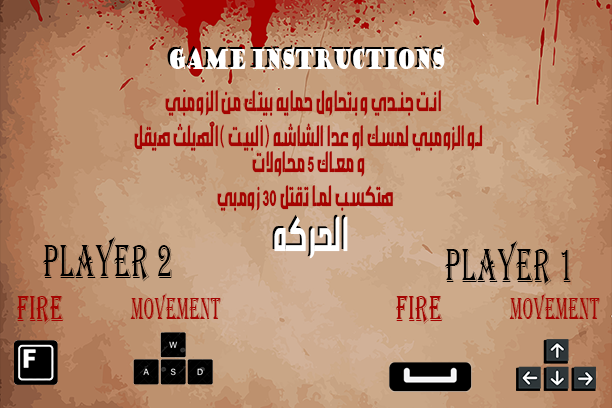 GAME INSTRUCTIONS
انت جندي و بتحاول حمايه بيتك من الزومبي
لو الزومبي لمسك او عدا الشاشه (البيت )الهيلث هيقل
و معاك 5 محاولات
هتكسب لما تقتل 30 زومبي
الحركه
PLAYER 2
PLAYER 1
FIRE MOVEMENT
FIRE MOVEMENT
F
W
A S D
↑
← ↓ →